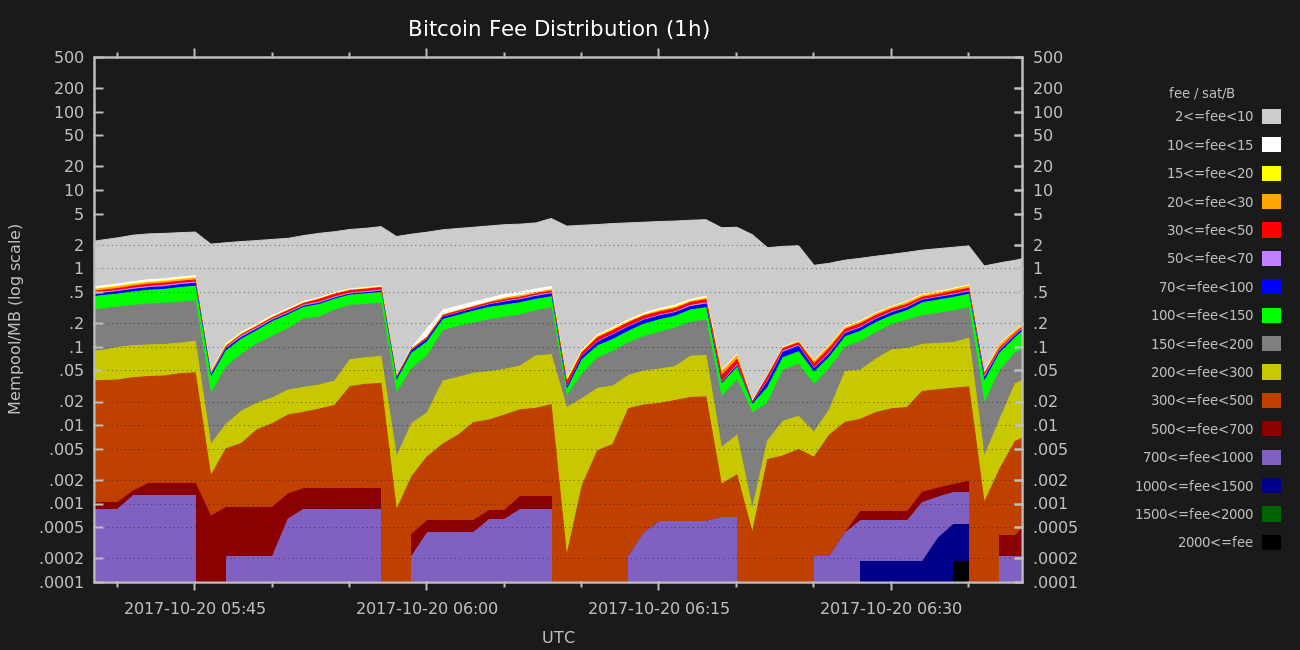 Bitcoin Fee Distribution (1h)
Mempool/MB (log scale)
500
200
100
50
20
10
5
2
1
.5
.2
.1
.05
.02
.01
.005
.002
.001
.0005
.0002
.0001
500
200
100
50
20
10
5
2
1
.5
.2
.1
.05
.02
.01
.005
.002
.001
.0005
.0002
.0001
2017-10-20 05:45
2017-10-20 06:00
2017-10-20 06:15
2017-10-20 06:30
UTC
fee / sat/B
2<=fee<10
10<=fee<15
15<=fee<20
20<=fee<30
30<=fee<50
50<=fee<70
70<=fee<100
100<=fee<150
150<=fee<200
200<=fee<300
300<=fee<500
500<=fee<700
700<=fee<1000
1000<=fee<1500
1500<=fee<2000
2000<=fee